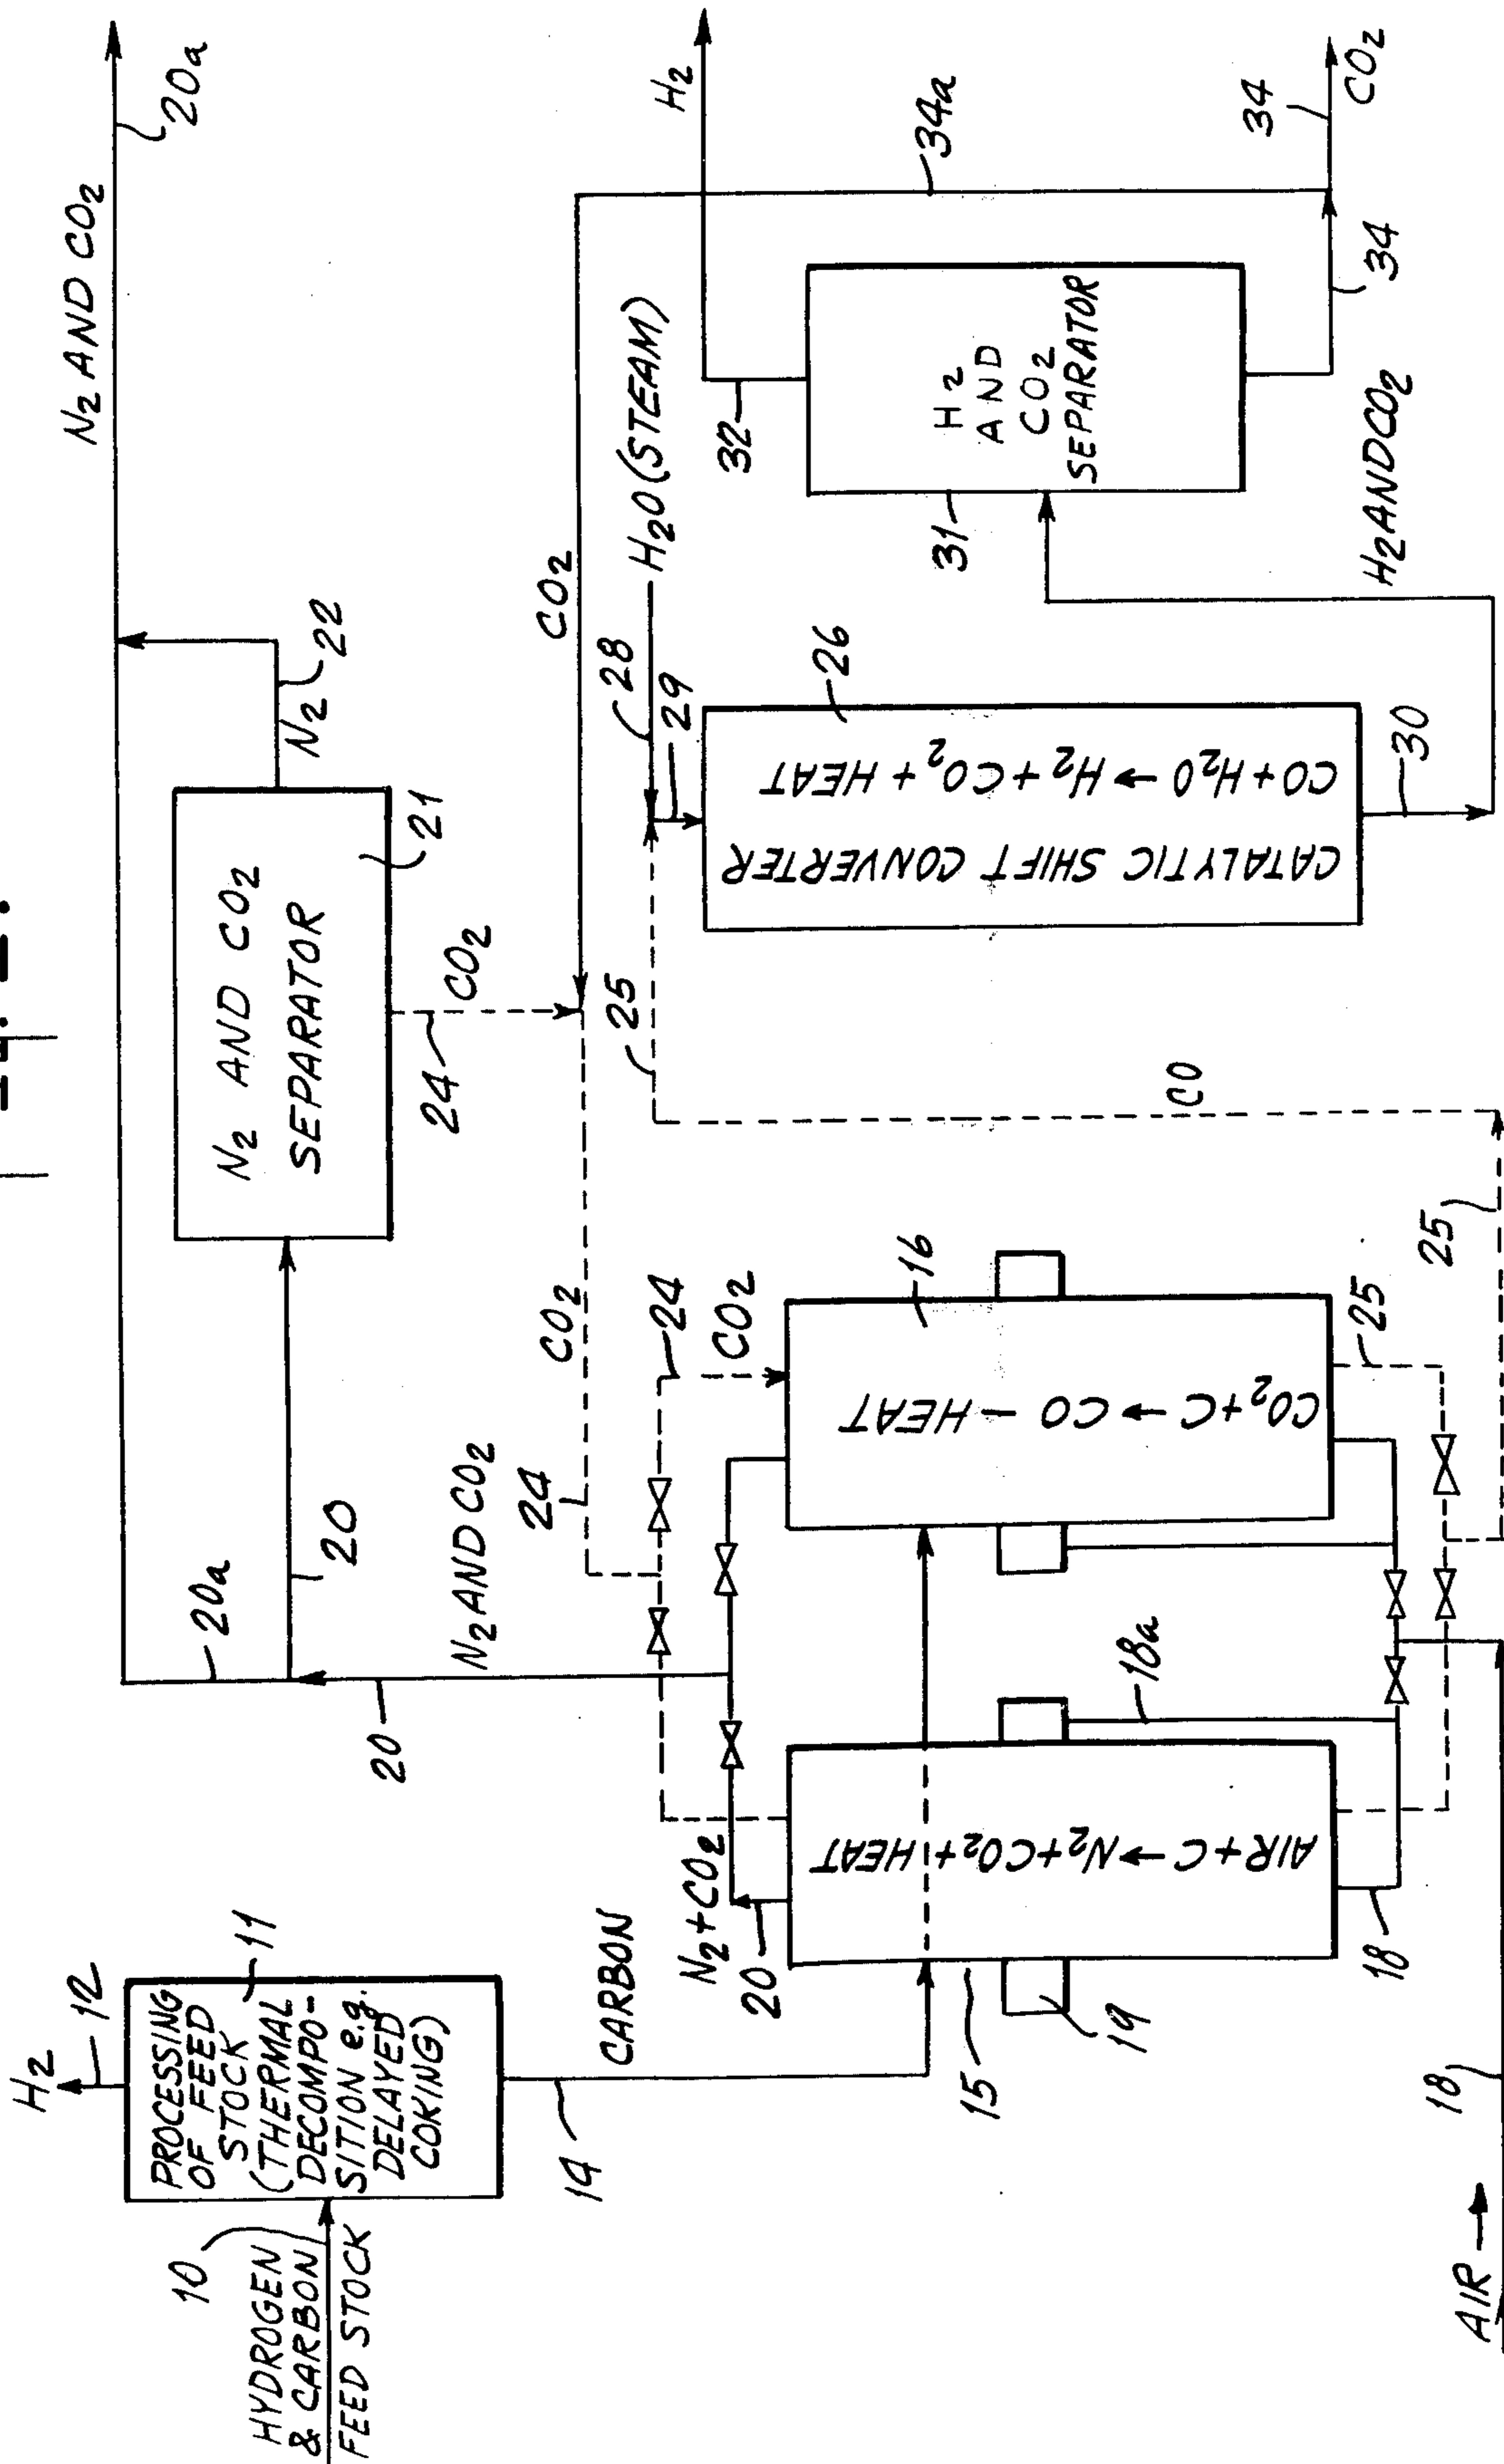 HYDROGEN
& CARBON
FEED STOCK
10
H2
12
PROCESSING
OF FEED
STOCK
(THERMAL
DECOMPO-
SITION e.g.
DELAYED
COKING)
11
14
CARBON
N2+CO2
20
15
AIR+C→N2+CO2+HEAT
19
18
18a
AIR →
18
20
20a
20
N2 AND CO2
24
CO2
24
CO2
16
CO2+C→CO — HEAT
25
25
CO
25
N2 AND CO2
SEPARATOR
21
N2
22
N2 AND CO2
20a
24
CO2
CO2
28
H2O (STEAM)
29
26
CATALYTIC SHIFT CONVERTER
CO+H2O→H2+CO2+HEAT
30
H2 AND CO2
31
H2
AND
CO2
SEPARATOR
32
H2
34a
34
34
CO2